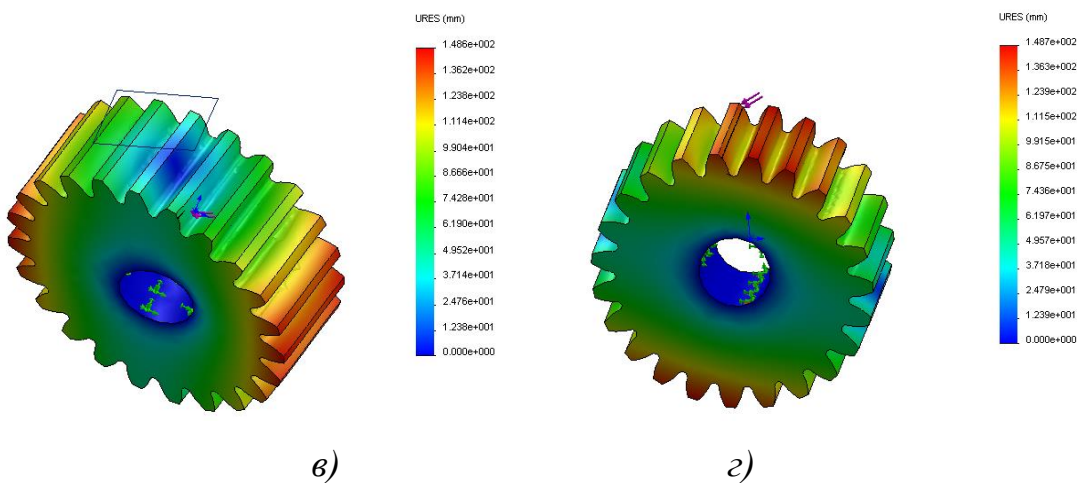 URES (mm)
1.486e+002
1.362e+002
1.238e+002
1.114e+002
9.904e+001
8.666e+001
7.428e+001
6.190e+001
4.952e+001
3.714e+001
2.476e+001
1.238e+001
0.000e+000
URES (mm)
1.487e+002
1.363e+002
1.239e+002
1.115e+002
9.915e+001
8.675e+001
7.436e+001
6.197e+001
4.957e+001
3.718e+001
2.479e+001
1.239e+001
0.000e+000
в)
г)